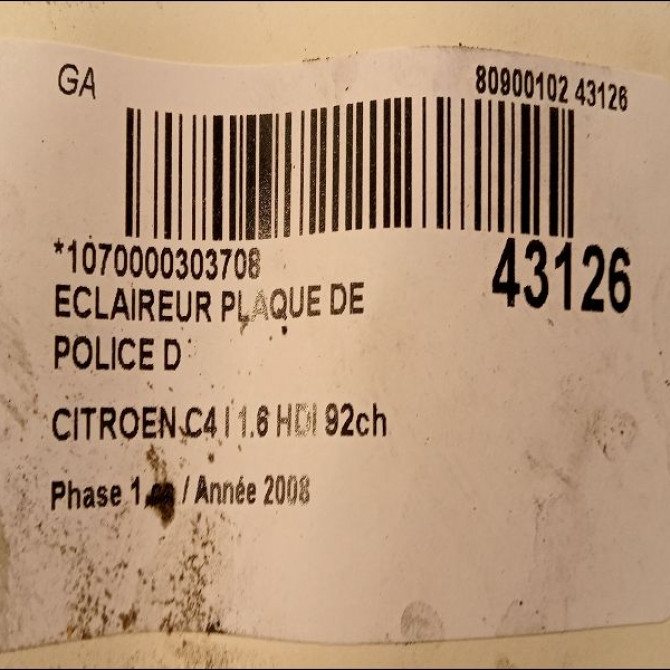 GA
80900102 43126
*1070000303708
43126
ECLAIREUR PLAQUE DE
POLICE D
CITROEN C4 I 1.6 HDI 92ch
Phase 1 / Année 2008